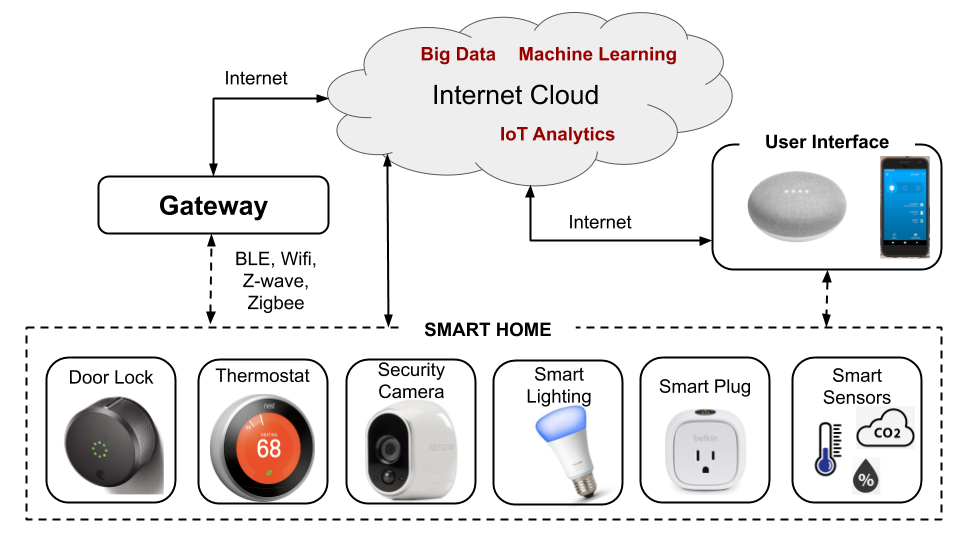 Big Data Machine Learning
Internet Cloud
IoT Analytics
Internet
Gateway
BLE, Wifi,
Z-wave,
Zigbee
User Interface
Internet
SMART HOME
Door Lock
Thermostat
nest
HEATING
68
Security
Camera
NETGEAR
Smart
Lighting
Smart Plug
belkin
Smart
Sensors
CO2
%